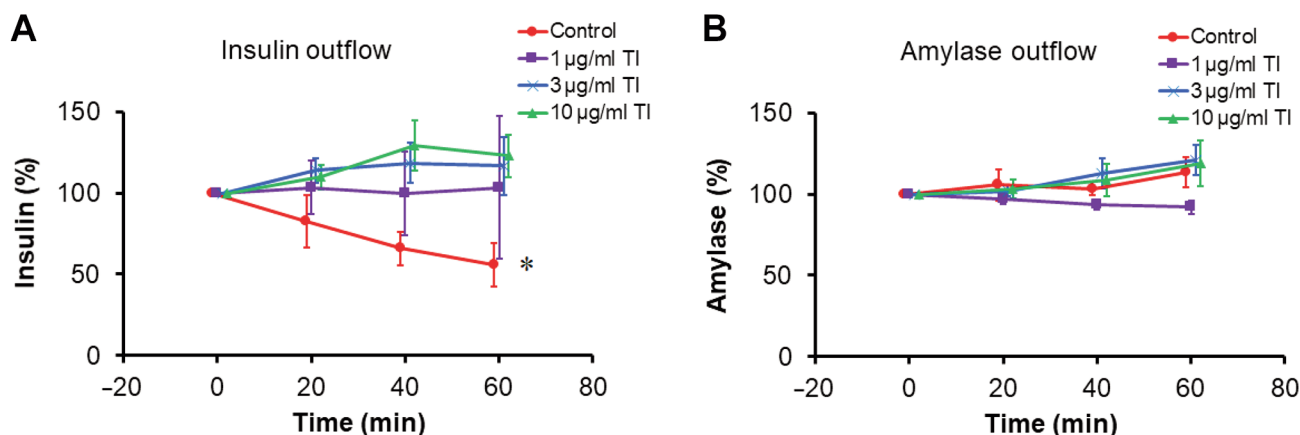 A
Insulin outflow
Control
1 µg/ml TI
3 µg/ml TI
10 µg/ml TI
Insulin (%)
150
100
50
0
*
–20
0
20
40
60
80
Time (min)
B
Amylase outflow
Control
1 µg/ml TI
3 µg/ml TI
10 µg/ml TI
Amylase (%)
150
100
50
0
–20
0
20
40
60
80
Time (min)